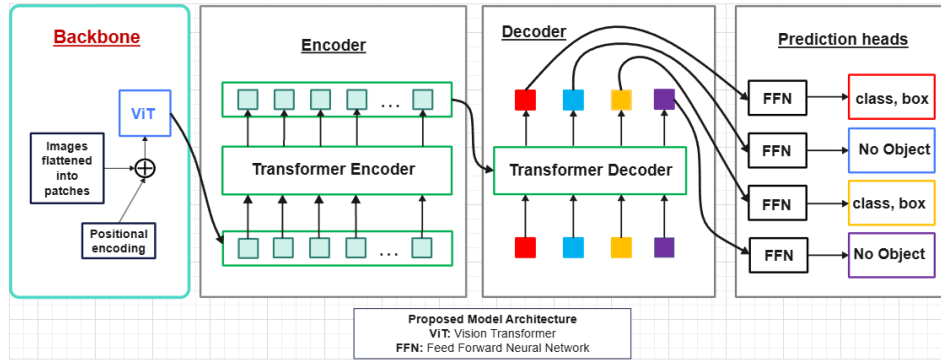 Backbone
ViT
Images
flattened
into
patches
Positional
encoding
Encoder
...
Transformer Encoder
...
Decoder
Transformer Decoder
Prediction heads
FFN
class, box
FFN
No Object
FFN
class, box
FFN
No Object
Proposed Model Architecture
ViT: Vision Transformer
FFN: Feed Forward Neural Network